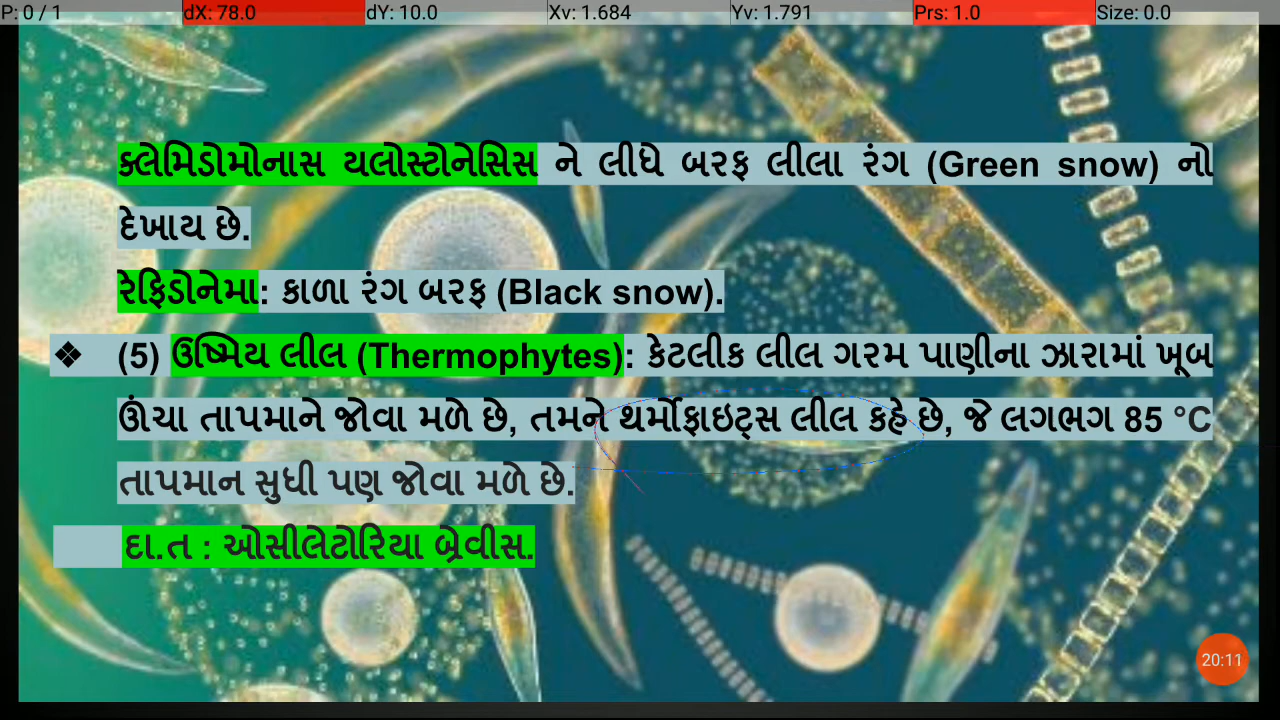 P: 0 / 1 dX: 78.0 dY: 10.0 Xv: 1.684 Yv: 1.791 Prs: 1.0 Size: 0.0
ક્લેમિડોમોનાસ યલોસ્ટોનેસિસ ને લીધે બરફ લીલા રંગ (Green snow) નો
દેખાય છે.
રેફિડોનેમા: કાળા રંગ બરફ (Black snow).
❖ (5) ઉષ્મિય લીલ (Thermophytes): કેટલીક લીલ ગરમ પાણીના ઝારામાં ખૂબ
ઊંચા તાપમાને જોવા મળે છે, તમને થર્મોફાઇટ્સ લીલ કહે છે, જે લગભગ 85 °C
તાપમાન સુધી પણ જોવા મળે છે.
દા.ત : ઓસીલેટોરિયા બ્રેવીસ.
20:11